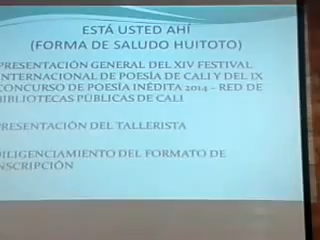 ESTÁ USTED AHÍ
(FORMA DE SALUDO HUITOTO)
PRESENTACIÓN GENERAL DEL XIV FESTIVAL
INTERNACIONAL DE POESÍA DE CALI Y DEL IX
CONCURSO DE POESÍA INÉDITA 2014 - RED DE
BIBLIOTECAS PÚBLICAS DE CALI
PRESENTACIÓN DEL TALLERISTA
DILIGENCIAMIENTO DEL FORMATO DE
INSCRIPCIÓN